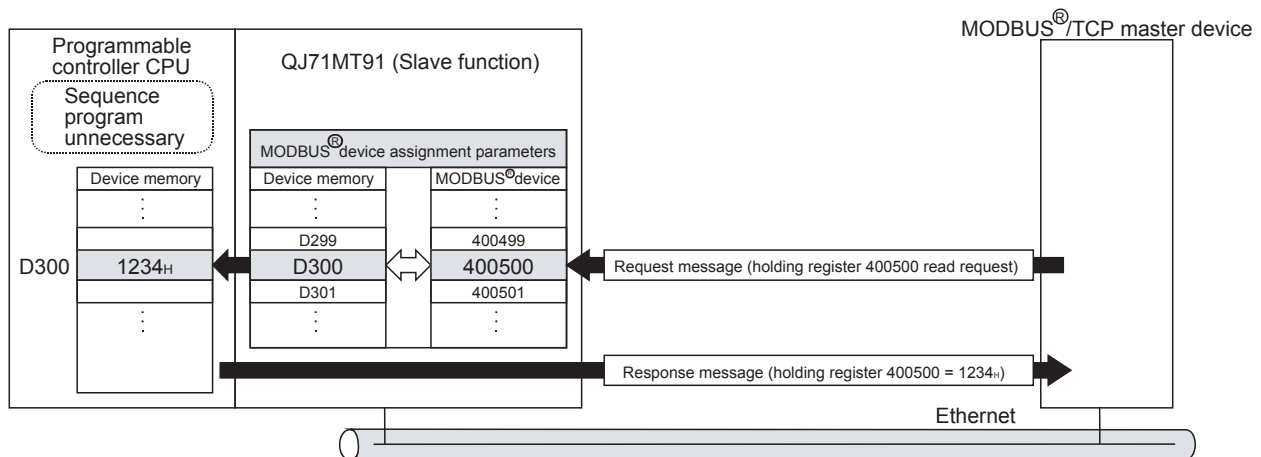 MODBUS®/TCP master device
Programmable
controller CPU
Sequence
program
unnecessary
QJ71MT91 (Slave function)
MODBUS® device assignment parameters
Device memory
Device memory
MODBUS® device
D299
400499
D300
1234H
D300
400500
Request message (holding register 400500 read request)
D301
400501
Response message (holding register 400500 = 1234H)
Ethernet